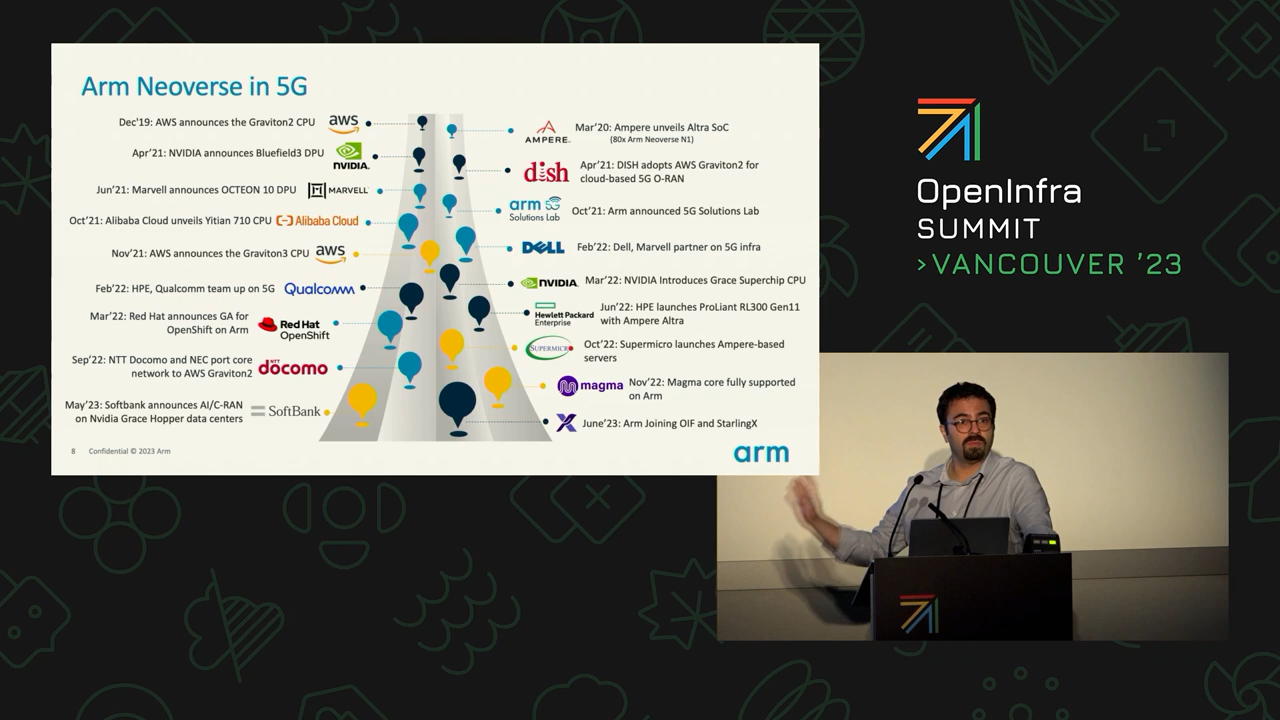 Arm Neoverse in 5G
Dec'19: AWS announces the Graviton2 CPU
aws
Apr'21: NVIDIA announces Bluefield3 DPU
NVIDIA.
Jun'21: Marvell announces OCTEON 10 DPU
MARVELL
Oct'21: Alibaba Cloud unveils Yitian 710 CPU
Alibaba Cloud
Nov'21: AWS announces the Graviton3 CPU
aws
Feb'22: HPE, Qualcomm team up on 5G
Qualcomm
Mar'22: Red Hat announces GA for
OpenShift on Arm
Red Hat
OpenShift
Sep'22: NTT Docomo and NEC port core
network to AWS Graviton2
NTT
döcomo
May'23: Softbank announces AI/C-RAN
on Nvidia Grace Hopper data centers
SoftBank
AMPERE.
Mar'20: Ampere unveils Altra SoC
(80x Arm Neoverse N1)
dish
Apr'21: DISH adopts AWS Graviton2 for
cloud-based 5G O-RAN
arm 5G
Solutions Lab
Oct'21: Arm announced 5G Solutions Lab
DELL
Feb'22: Dell, Marvell partner on 5G infra
NVIDIA.
Mar'22: NVIDIA Introduces Grace Superchip CPU
Hewlett Packard
Enterprise
Jun'22: HPE launches ProLiant RL300 Gen11
with Ampere Altra
SUPERMICR
Oct'22: Supermicro launches Ampere-based
servers
magma
Nov'22: Magma core fully supported
on Arm
June'23: Arm Joining OIF and StarlingX
8 Confidential © 2023 Arm
arm
OpenInfra
SUMMIT
>VANCOUVER '23